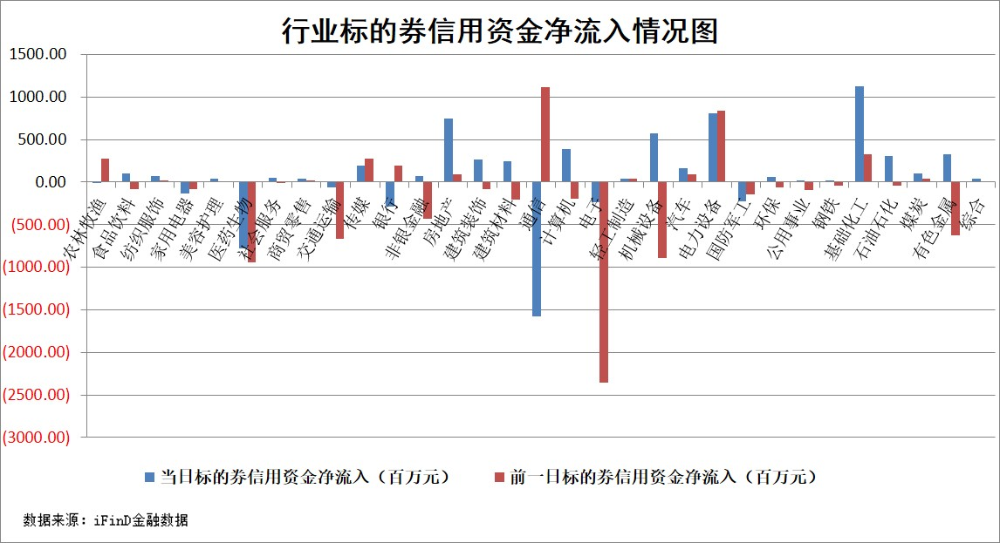 行业标的券信用资金净流入情况图
1500.00
1000.00
500.00
0.00
(500.00)
(1000.00)
(1500.00)
(2000.00)
(2500.00)
(3000.00)
农林牧渔
食品饮料
纺织服饰
家用电器
美容护理
医药生物
社会服务
商贸零售
交通运输
传媒
银行
非银金融
房地产
建筑装饰
建筑材料
通信
计算机
电子
轻工制造
机械设备
汽车
电力设备
国防军工
环保
公用事业
钢铁
基础化工
石油石化
煤炭
有色金属
综合
当日标的券信用资金净流入（百万元）
前一日标的券信用资金净流入（百万元）
数据来源：iFinD金融数据